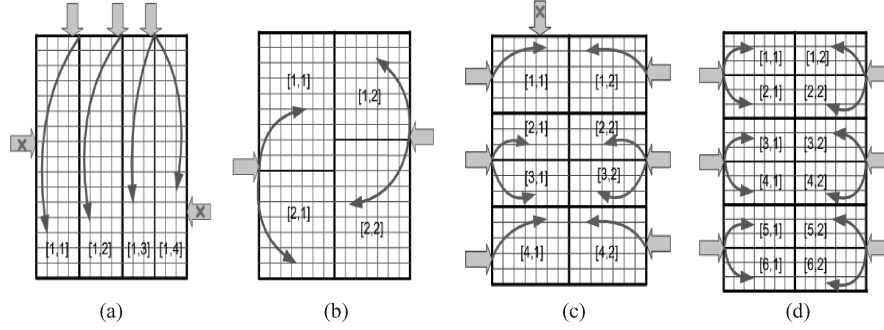 X
X
[1,1] [1,2] [1,3] [1,4]
(a)
[1,1]
[1,2]
[2,1]
[2,2]
(b)
X
[1,1] [1,2]
[2,1] [2,2]
[3,1] [3,2]
[4,1] [4,2]
(c)
[1,1] [1,2]
[2,1] [2,2]
[3,1] [3,2]
[4,1] [4,2]
[5,1] [5,2]
[6,1] [6,2]
(d)